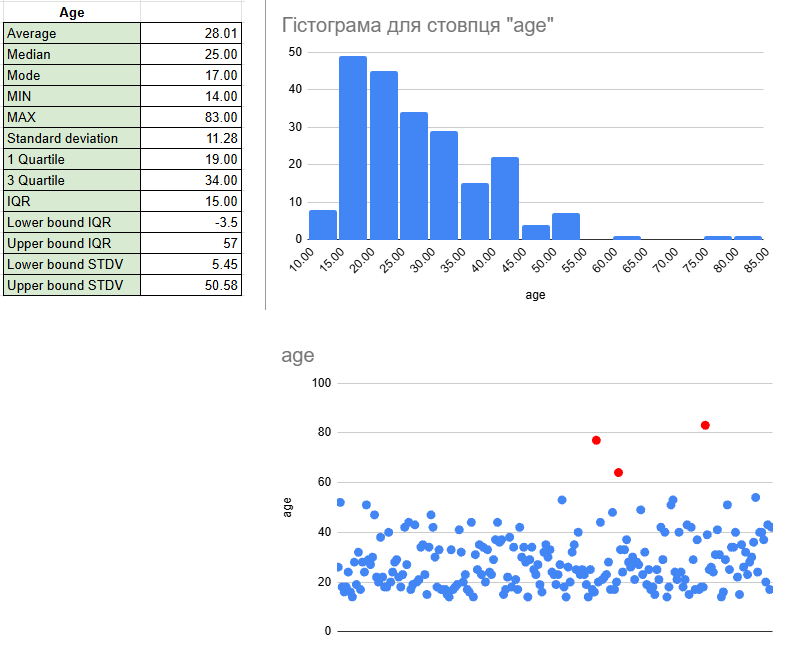 Age
Average 28.01
Median 25.00
Mode 17.00
MIN 14.00
MAX 83.00
Standard deviation 11.28
1 Quartile 19.00
3 Quartile 34.00
IQR 15.00
Lower bound IQR -3.5
Upper bound IQR 57
Lower bound STDV 5.45
Upper bound STDV 50.58
Гістограма для стовпця "age"
50
40
30
20
10
0
10.00 15.00 20.00 25.00 30.00 35.00 40.00 45.00 50.00 55.00 60.00 65.00 70.00 75.00 80.00 85.00
age
age
100
80
60
40
20
0
age